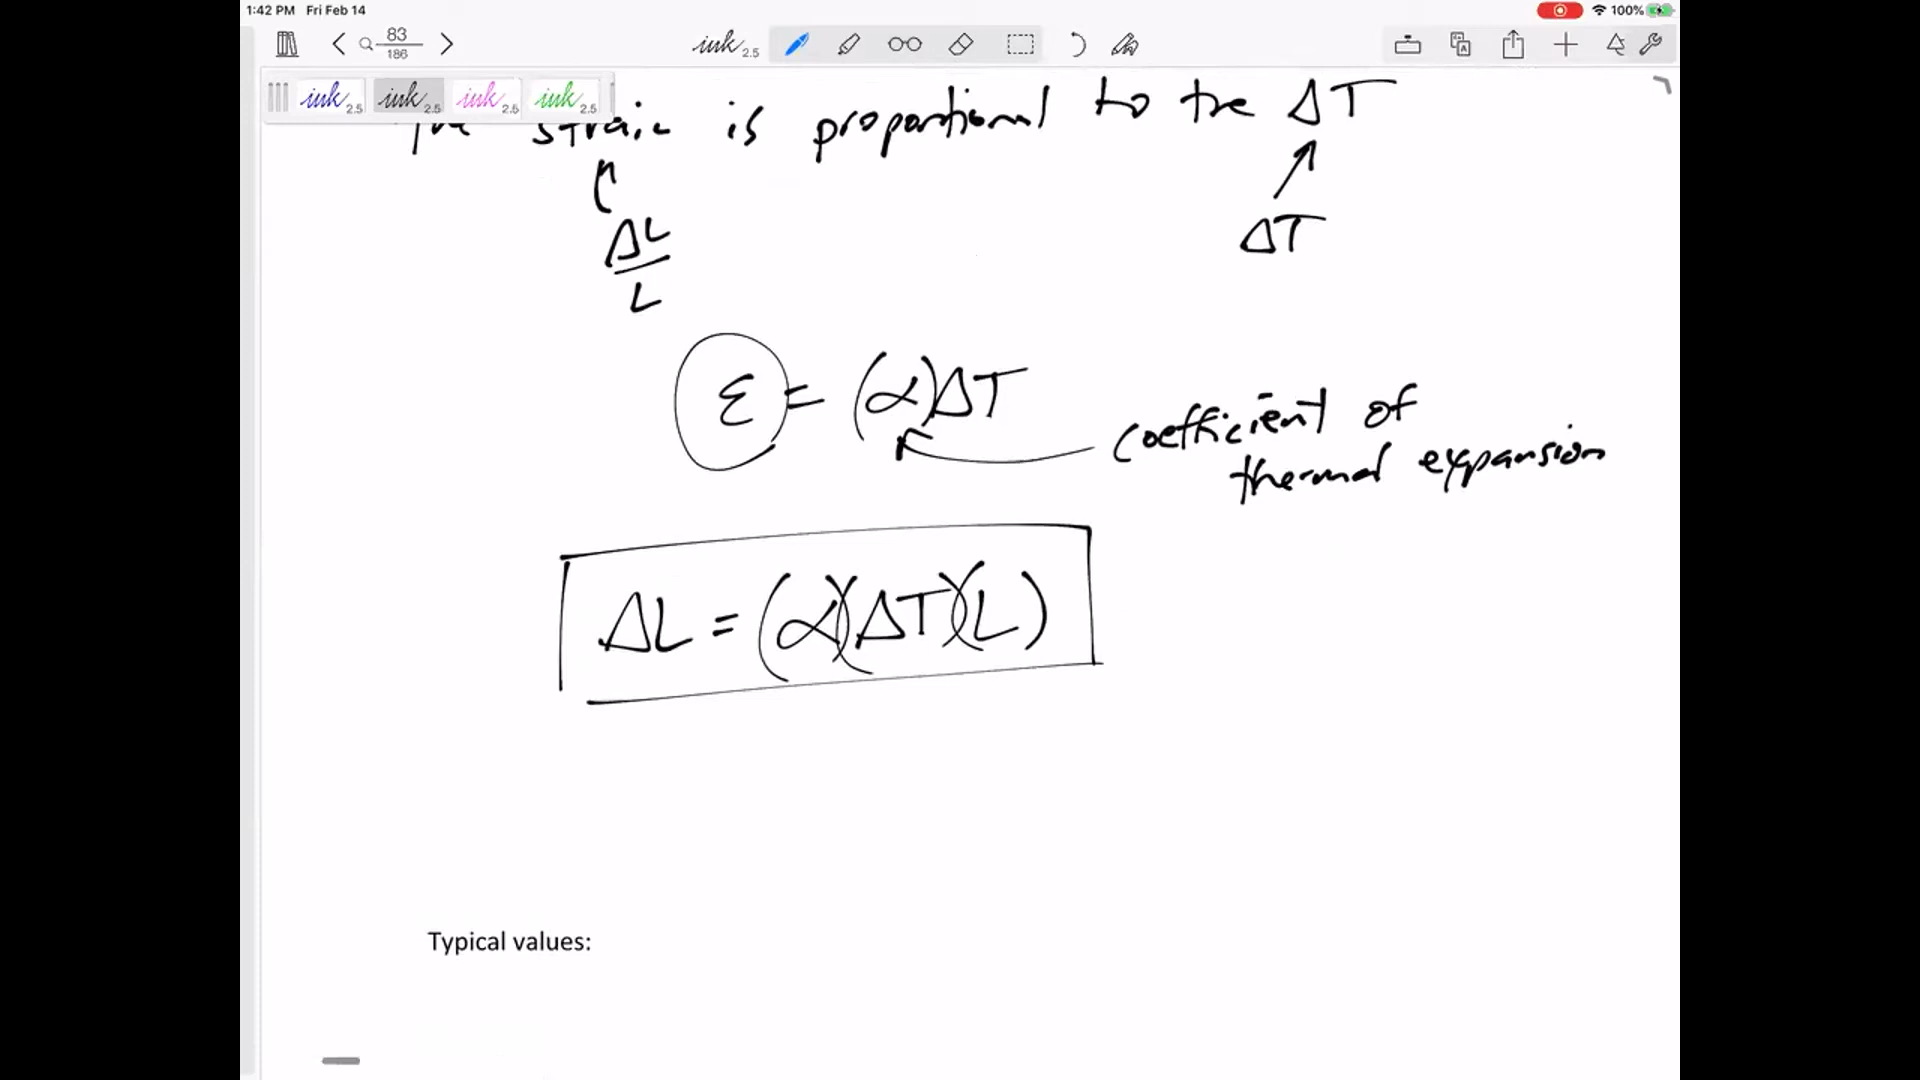 1:42 PM Fri Feb 14
100%
83
186
ink 2.5
ink 2.5 ink 2.5 ink 2.5 ink 2.5
The strain is proportional to the ΔT
ΔL
L
ΔT
ε = (α)ΔT
coefficient of
thermal expansion
ΔL = (α)(ΔT)(L)
Typical values: